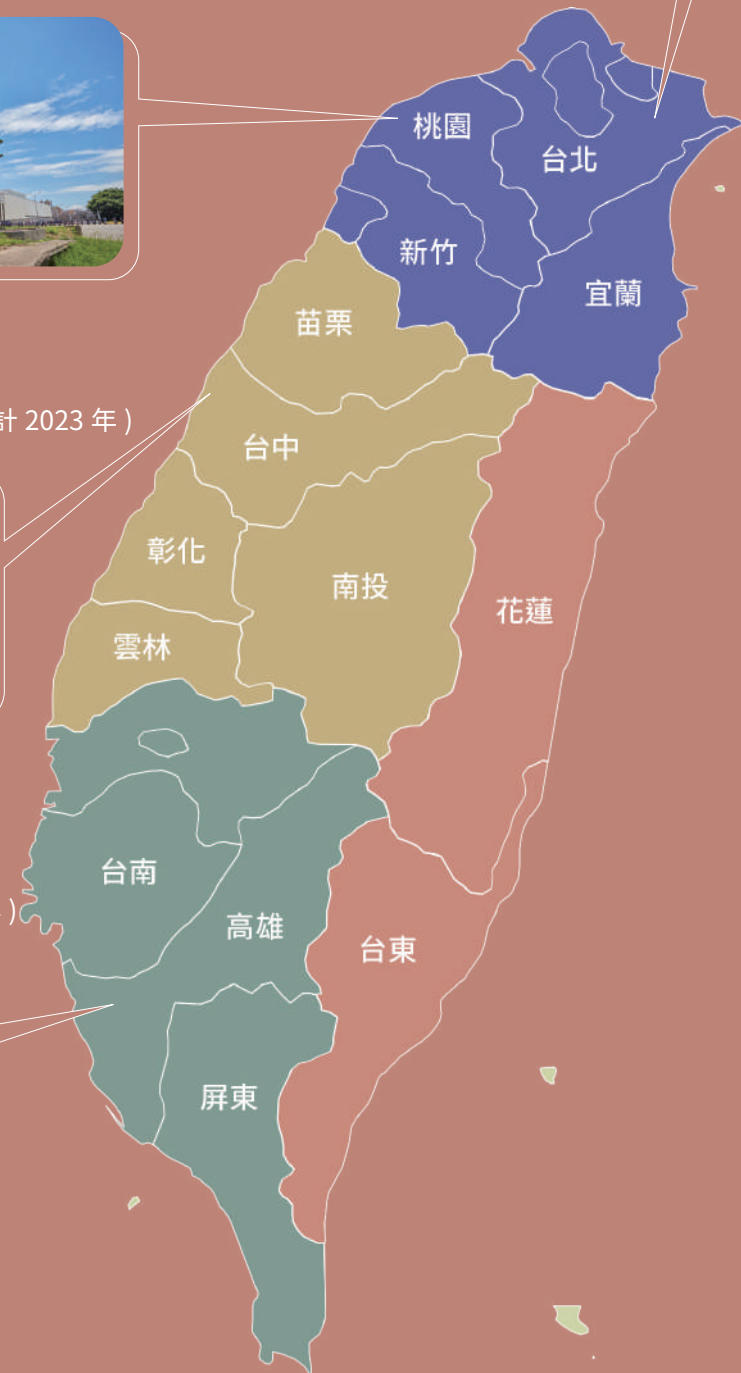 桃園
台北
新竹
宜蘭
苗栗
計 2023 年 )
台中
彰化
南投
花蓮
雲林
台南
)
高雄
台東
屏東